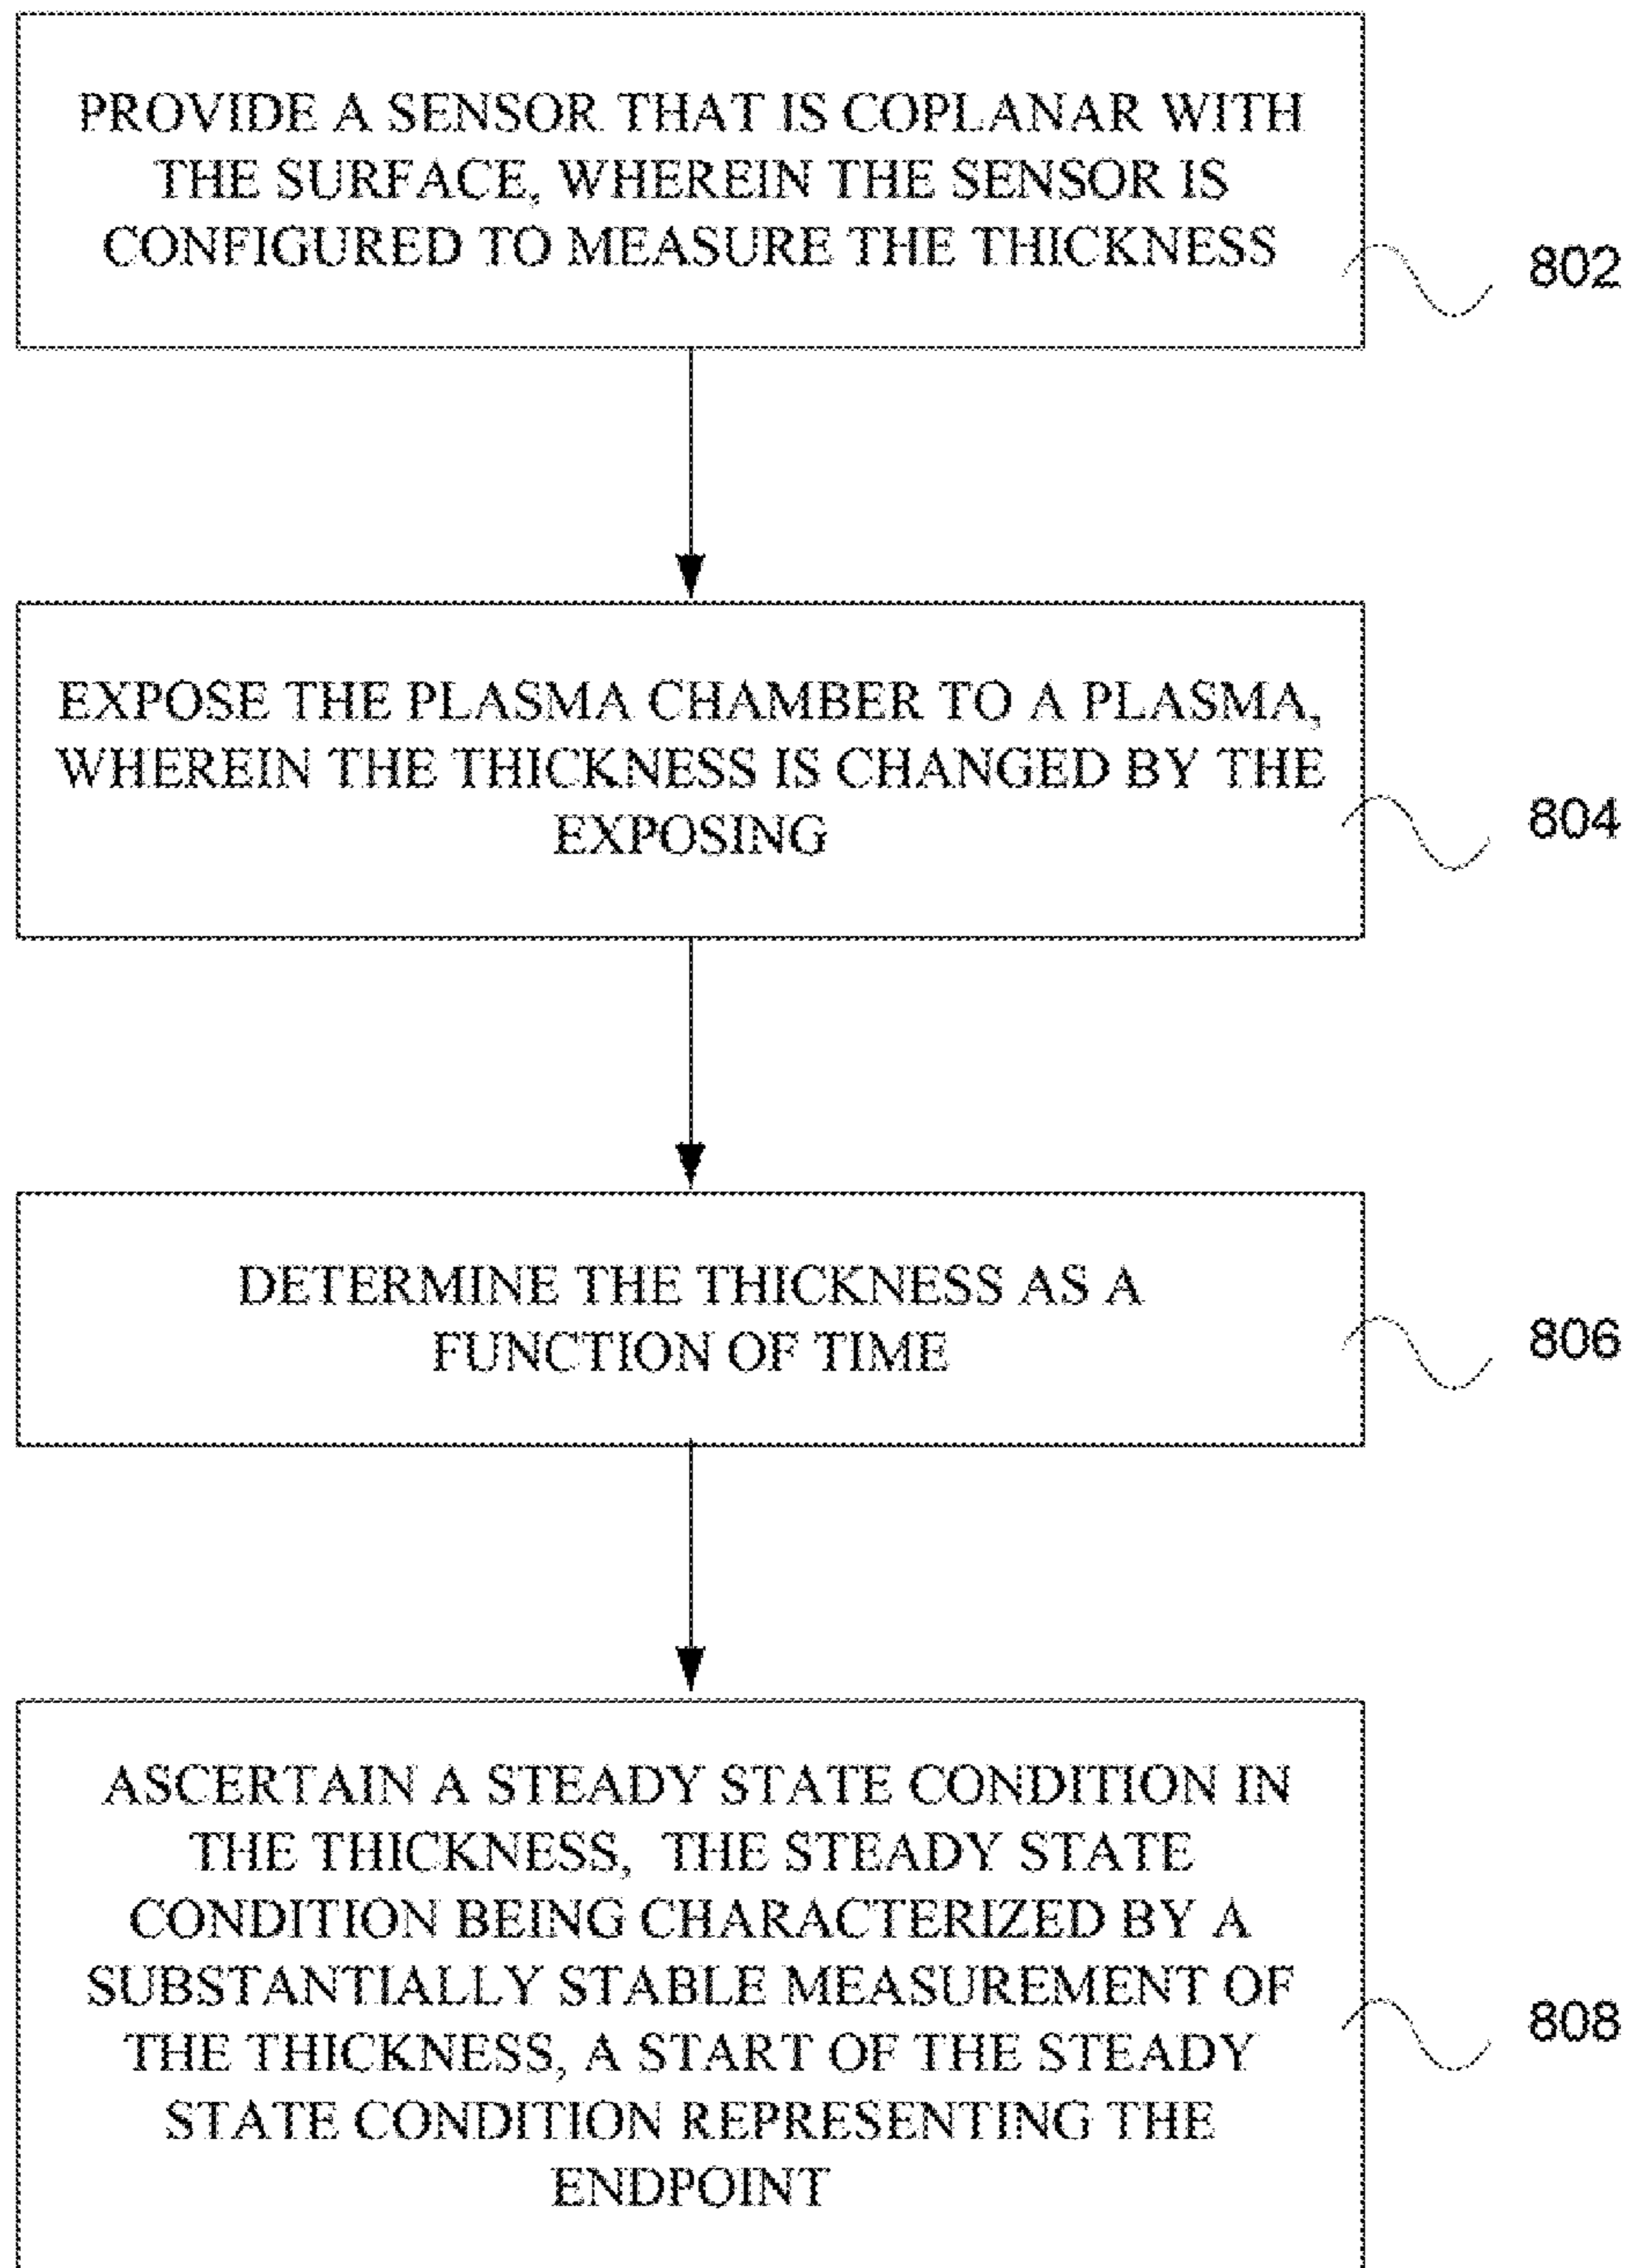 PROVIDE A SENSOR THAT IS COPLANAR WITH
THE SURFACE, WHEREIN THE SENSOR IS
CONFIGURED TO MEASURE THE THICKNESS
802
EXPOSE THE PLASMA CHAMBER TO A PLASMA,
WHEREIN THE THICKNESS IS CHANGED BY THE
EXPOSING
804
DETERMINE THE THICKNESS AS A
FUNCTION OF TIME
806
ASCERTAIN A STEADY STATE CONDITION IN
THE THICKNESS, THE STEADY STATE
CONDITION BEING CHARACTERIZED BY A
SUBSTANTIALLY STABLE MEASUREMENT OF
THE THICKNESS, A START OF THE STEADY
STATE CONDITION REPRESENTING THE
ENDPOINT
808